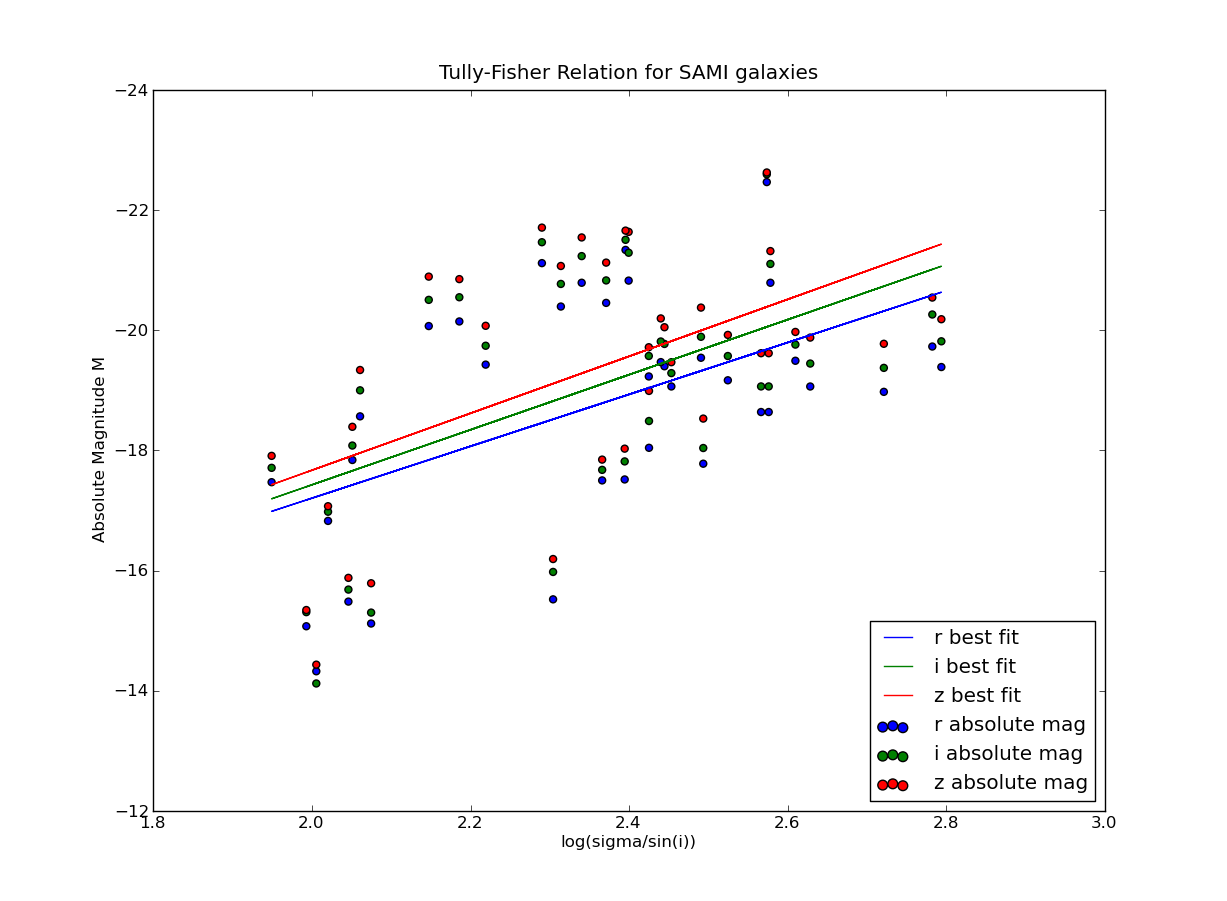 Tully-Fisher Relation for SAMI galaxies
−24
−22
−20
−18
−16
−14
−12
Absolute Magnitude M
1.8
2.0
2.2
2.4
2.6
2.8
3.0
log(sigma/sin(i))
r best fit
i best fit
z best fit
r absolute mag
i absolute mag
z absolute mag